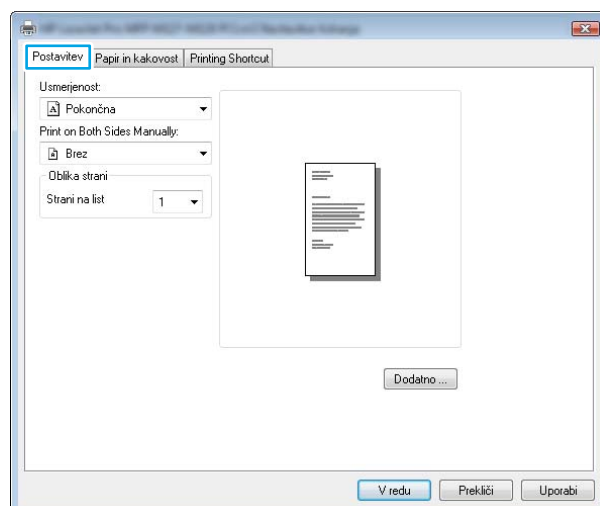 Postavitev Papir in kakovost Printing Shortcut
Usmerjenost:
Pokončna
Print on Both Sides Manually:
Brez
Oblika strani
Strani na list 1
Dodatno ...
V redu Prekliči Uporabi